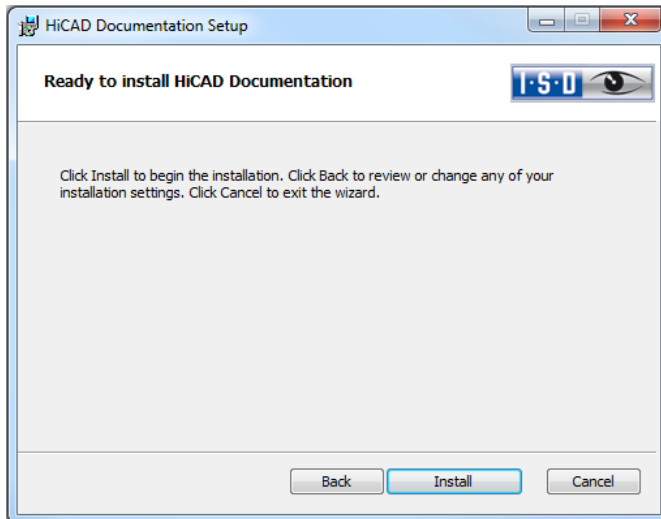 HiCAD Documentation Setup
Ready to install HiCAD Documentation
I·S·D
Click Install to begin the installation. Click Back to review or change any of your
installation settings. Click Cancel to exit the wizard.
Back
Install
Cancel